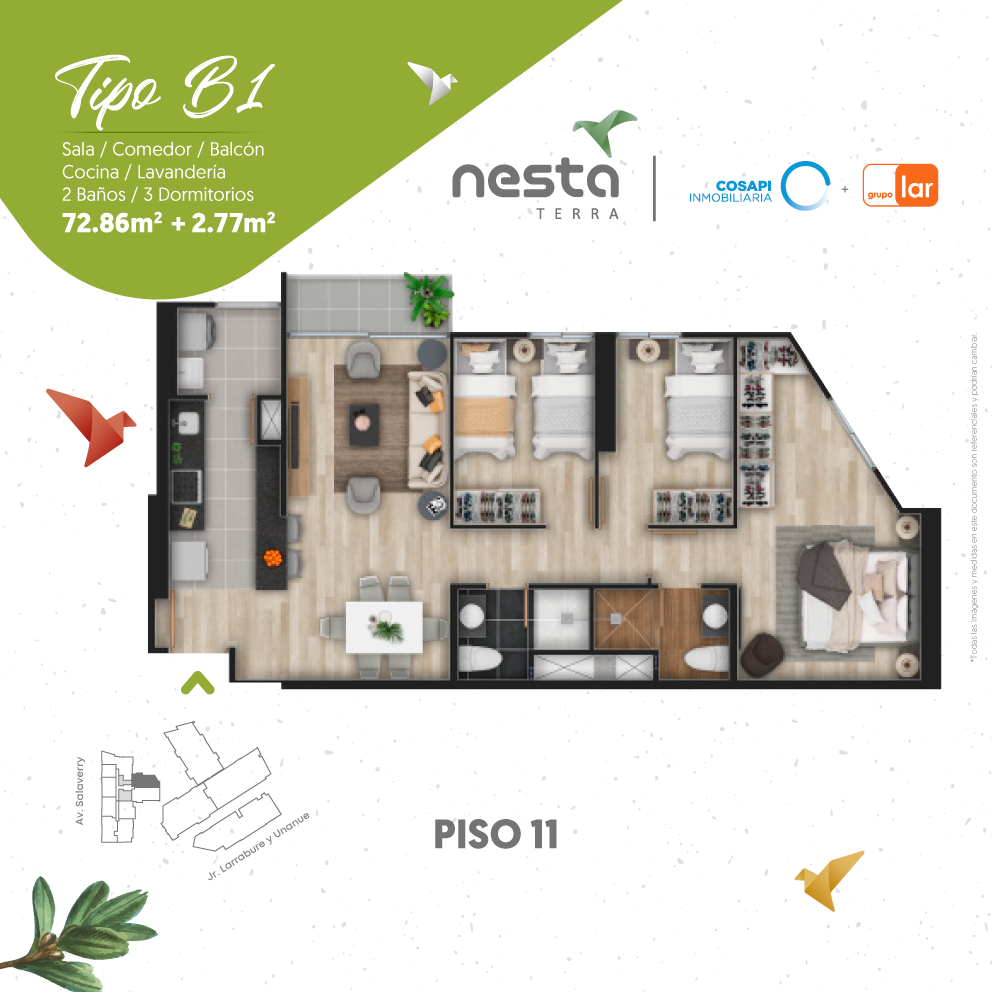 Tipo B1
Sala / Comedor / Balcón
Cocina / Lavandería
2 Baños / 3 Dormitorios
72.86m² + 2.77m²
nesta
TERRA
COSAPI
INMOBILIARIA
+
grupo lar
*Todas las imágenes y medidas en este documento son referenciales y podrían cambiar.
Av. Salaverry
Jr. Larrabure y Unanue
PISO 11